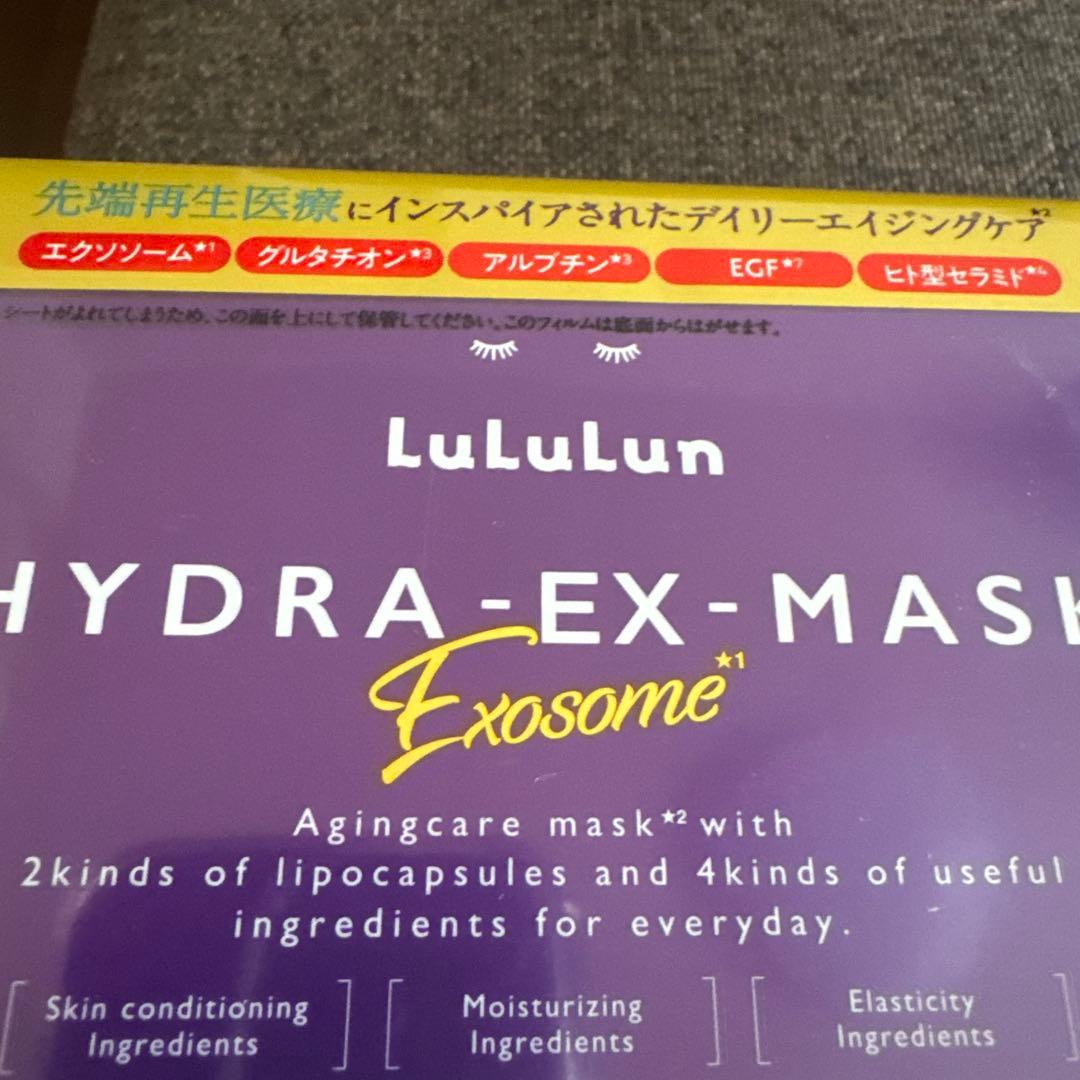 先端再生医療にインスパイアされたデイリーエイジングケア★2
エクソソーム★1 グルタチオン★3 アルブチン★3 EGF★7 ヒト型セラミド★4
シートがよれてしまうため、この面を上にして保管してください。このフィルムは底面からはがせます。
LuLuLun
HYDRA-EX-MASK
Exosome★1
Agingcare mask★2 with
2kinds of lipocapsules and 4kinds of useful
ingredients for everyday.
Skin conditioning Ingredients
Moisturizing Ingredients
Elasticity Ingredients